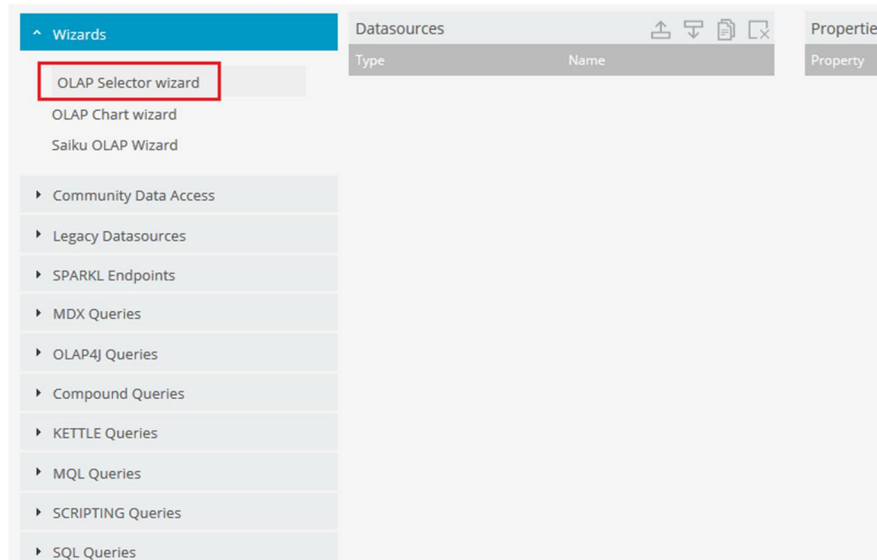 Wizards
OLAP Selector wizard
OLAP Chart wizard
Saiku OLAP Wizard
Community Data Access
Legacy Datasources
SPARKL Endpoints
MDX Queries
OLAP4J Queries
Compound Queries
KETTLE Queries
MQL Queries
SCRIPTING Queries
SQL Queries
Datasources
Type Name
Propertie
Property